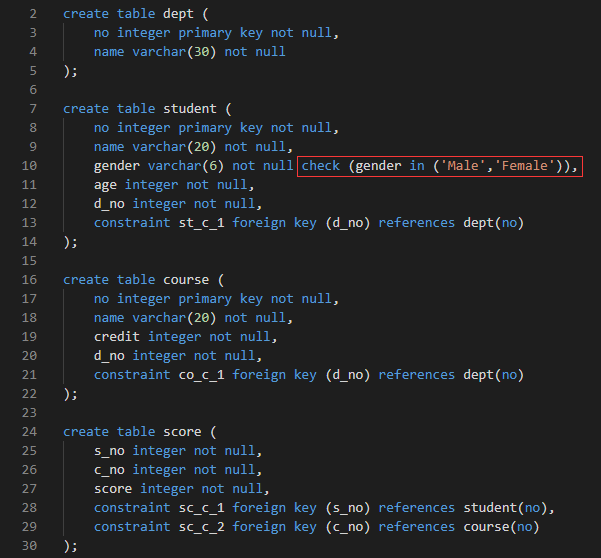 2 create table dept (
3     no integer primary key not null,
4     name varchar(30) not null
5 );
6
7 create table student (
8     no integer primary key not null,
9     name varchar(20) not null,
10     gender varchar(6) not null check (gender in ('Male','Female')),
11     age integer not null,
12     d_no integer not null,
13     constraint st_c_1 foreign key (d_no) references dept(no)
14 );
15
16 create table course (
17     no integer primary key not null,
18     name varchar(20) not null,
19     credit integer not null,
20     d_no integer not null,
21     constraint co_c_1 foreign key (d_no) references dept(no)
22 );
23
24 create table score (
25     s_no integer not null,
26     c_no integer not null,
27     score integer not null,
28     constraint sc_c_1 foreign key (s_no) references student(no),
29     constraint sc_c_2 foreign key (c_no) references course(no)
30 );